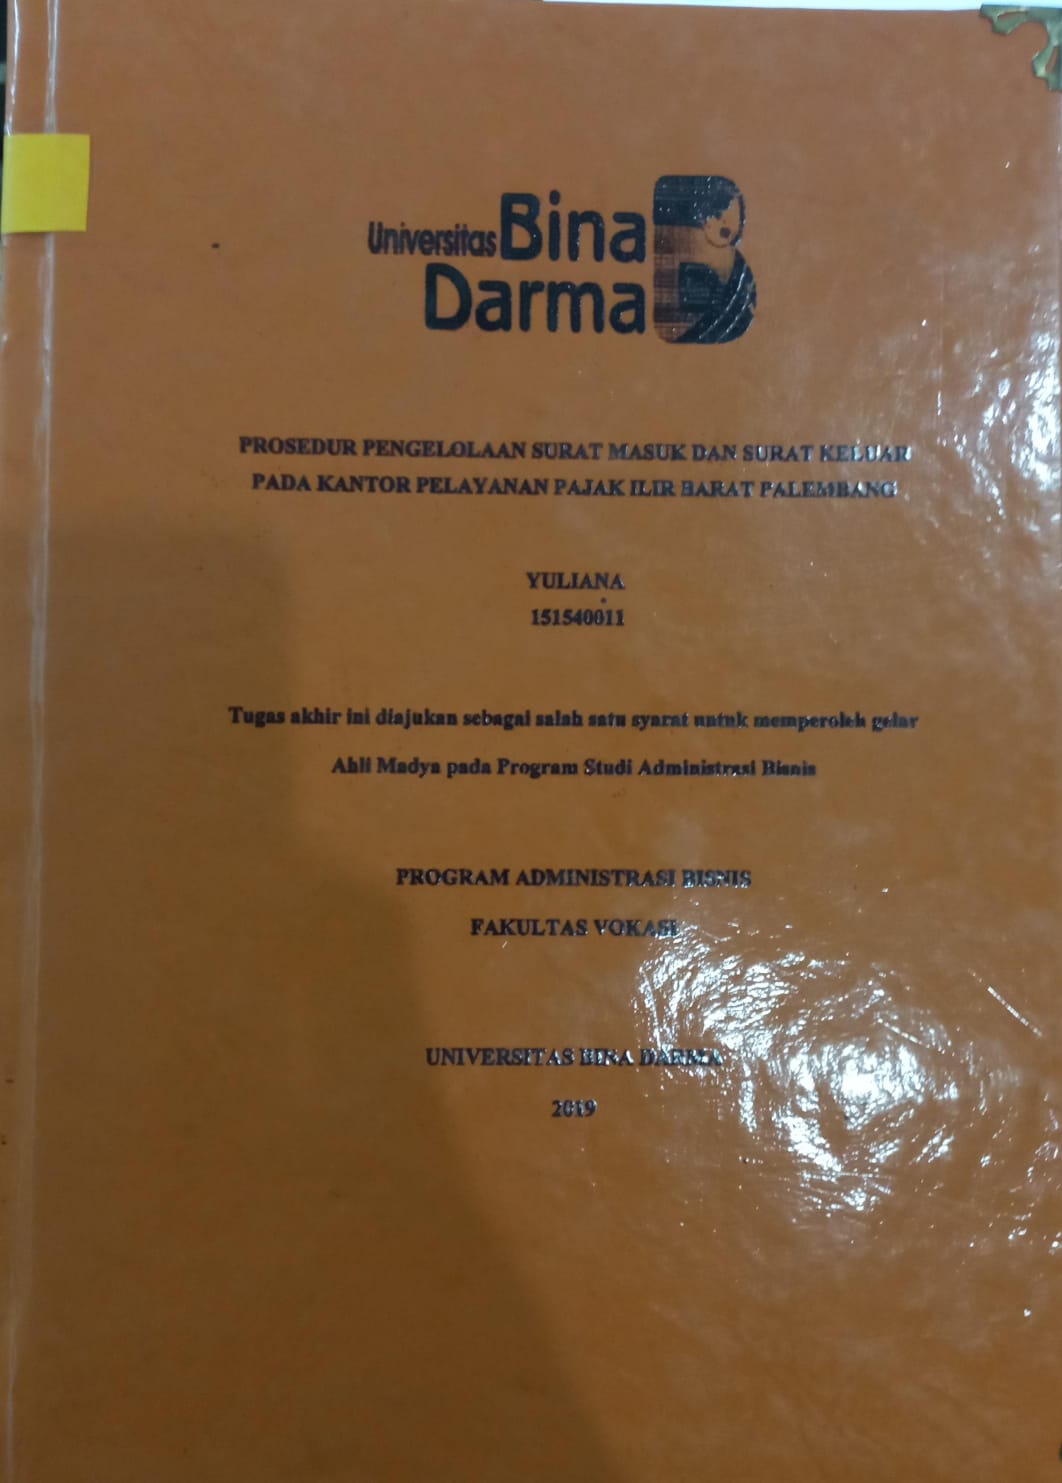 Universitas Bina
Darma
PROSEDUR PENGELOLAAN SURAT MASUK DAN SURAT KELUAR
PADA KANTOR PELAYANAN PAJAK ILIR BARAT PALEMBANG
YULIANA
151540011
Tugas akhir ini diajukan sebagai salah satu syarat untuk memperoleh gelar
Ahli Madya pada Program Studi Administrasi Bisnis
PROGRAM ADMINISTRASI BISNIS
FAKULTAS VOKASI
UNIVERSITAS BINA DARMA
2019